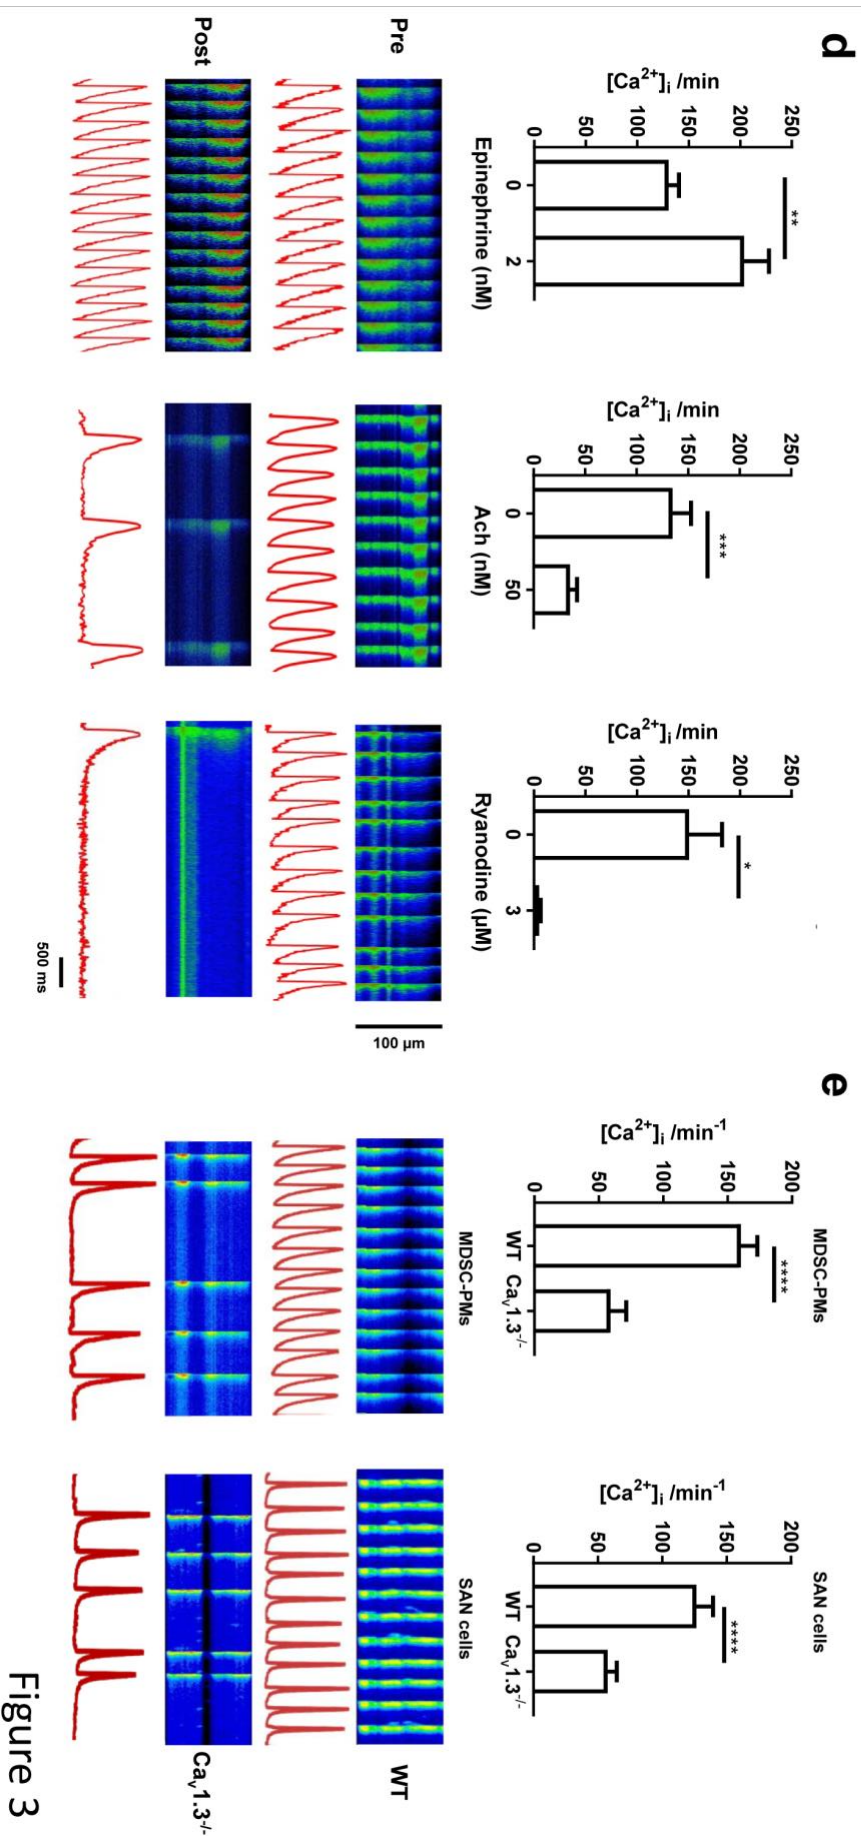 d
[Ca2+]i /min
250
200
150
100
50
0
**
0 2
Epinephrine (nM)
[Ca2+]i /min
250
200
150
100
50
0
***
0 50
Ach (nM)
[Ca2+]i /min
250
200
150
100
50
0
*
0 3
Ryanodine (µM)
Pre
Post
100 µm
500 ms
e
MDSC-PMs
[Ca2+]i /min-1
200
150
100
50
0
****
WT Cav1.3-/-
SAN cells
[Ca2+]i /min-1
200
150
100
50
0
****
WT Cav1.3-/-
MDSC-PMs
SAN cells
WT
Cav1.3-/-
Figure 3